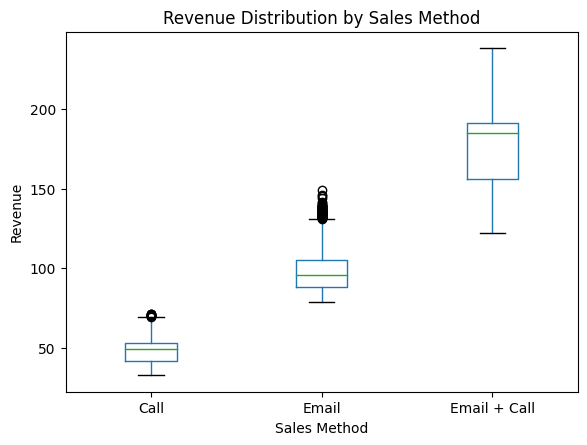 Revenue Distribution by Sales Method
200
150
100
50
Revenue
Call
Email
Email + Call
Sales Method